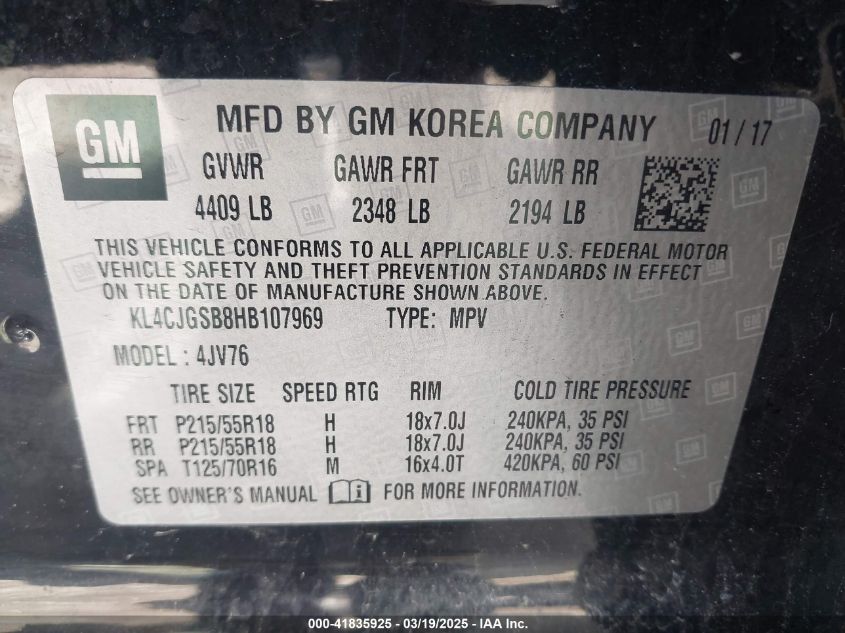 GM
MFD BY GM KOREA COMPANY 01/17
GVWR GAWR FRT GAWR RR
4409 LB 2348 LB 2194 LB
THIS VEHICLE CONFORMS TO ALL APPLICABLE U.S. FEDERAL MOTOR
VEHICLE SAFETY AND THEFT PREVENTION STANDARDS IN EFFECT
ON THE DATE OF MANUFACTURE SHOWN ABOVE.
KL4CJGSB8HB107969 TYPE: MPV
MODEL : 4JV76
TIRE SIZE SPEED RTG RIM COLD TIRE PRESSURE
FRT P215/55R18 H 18x7.0J 240KPA, 35 PSI
RR P215/55R18 H 18x7.0J 240KPA, 35 PSI
SPA T125/70R16 M 16x4.0T 420KPA, 60 PSI
SEE OWNER'S MANUAL i FOR MORE INFORMATION.
000-41835925 - 03/19/2025 - IAA Inc.